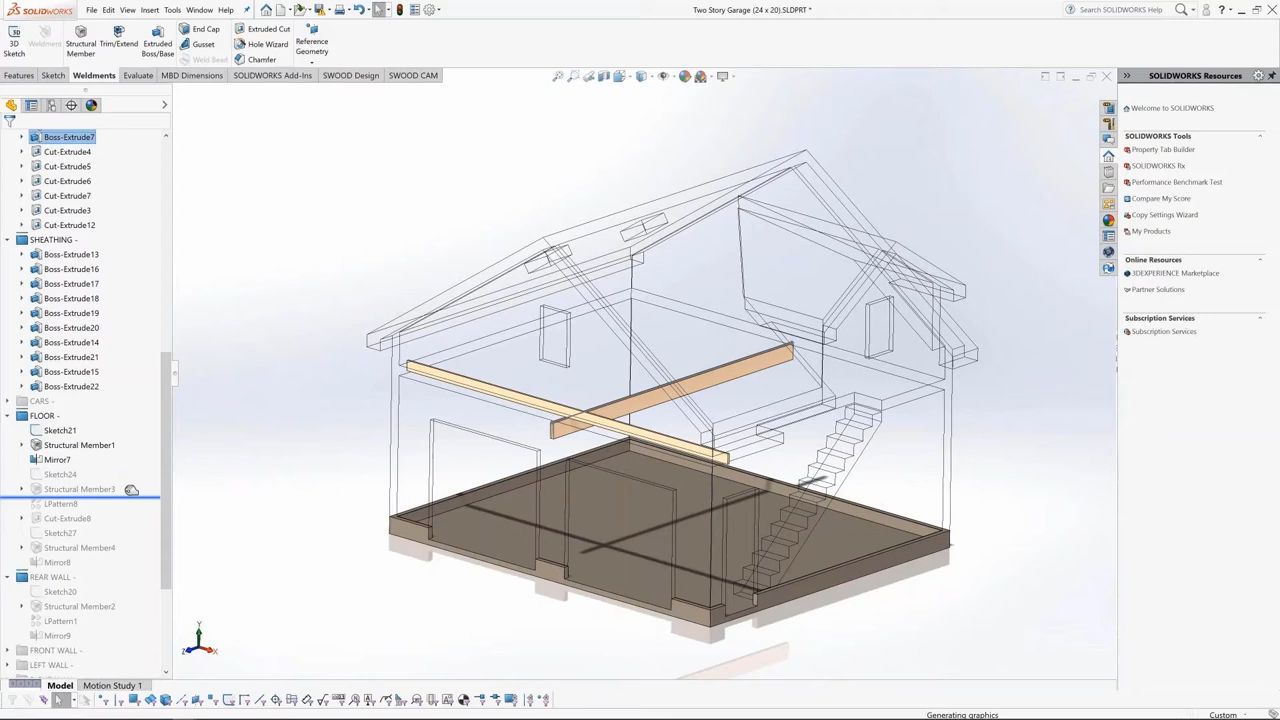 SOLIDWORKS File Edit View Insert Tools Window Help
Two Story Garage (24 x 20).SLDPRT *
Search SOLIDWORKS Help
3D Sketch
Weldment
Structural Member
Trim/Extend
Extruded Boss/Base
End Cap
Gusset
Weld Bead
Extruded Cut
Hole Wizard
Chamfer
Reference Geometry
Features Sketch Weldments Evaluate MBD Dimensions SOLIDWORKS Add-Ins SWOOD Design SWOOD CAM
Boss-Extrude7
Cut-Extrude4
Cut-Extrude5
Cut-Extrude6
Cut-Extrude7
Cut-Extrude3
Cut-Extrude12
SHEATHING -
Boss-Extrude13
Boss-Extrude16
Boss-Extrude17
Boss-Extrude18
Boss-Extrude19
Boss-Extrude20
Boss-Extrude14
Boss-Extrude21
Boss-Extrude15
Boss-Extrude22
CARS -
FLOOR -
Sketch21
Structural Member1
Mirror7
Sketch24
Structural Member3
LPattern8
Cut-Extrude8
Sketch27
Structural Member4
Mirror8
REAR WALL -
Sketch20
Structural Member2
LPattern1
Mirror9
FRONT WALL -
LEFT WALL -
Y
Z X
SOLIDWORKS Resources
Welcome to SOLIDWORKS
SOLIDWORKS Tools
Property Tab Builder
SOLIDWORKS Rx
Performance Benchmark Test
Compare My Score
Copy Settings Wizard
My Products
Online Resources
3DEXPERIENCE Marketplace
Partner Solutions
Subscription Services
Subscription Services
Model Motion Study 1
Generating graphics Custom